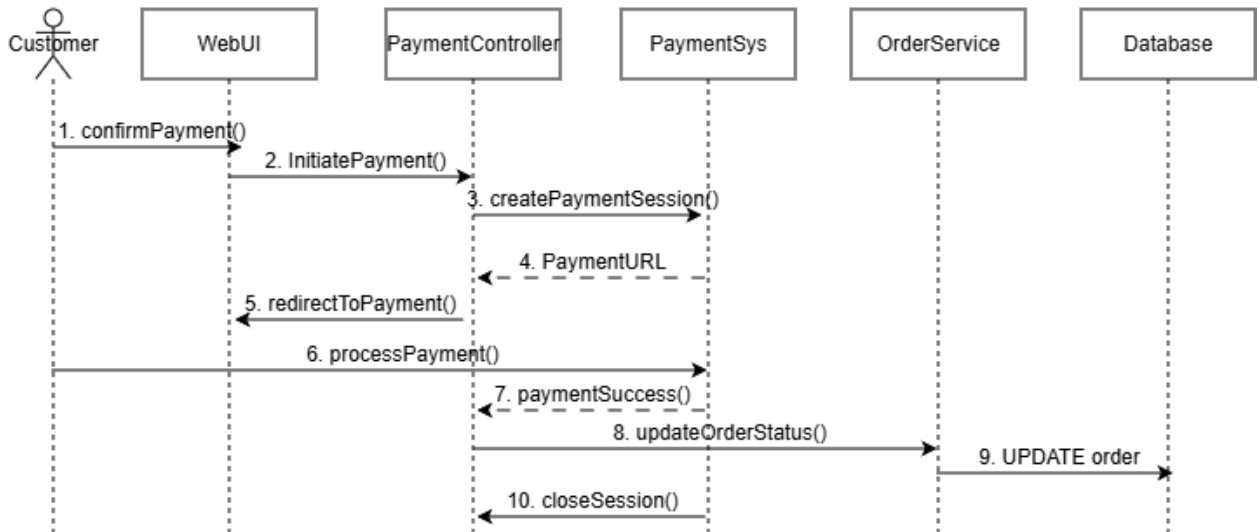 Customer
WebUI
PaymentController
PaymentSys
OrderService
Database
1. confirmPayment()
2. InitiatePayment()
3. createPaymentSession()
4. PaymentURL
5. redirectToPayment()
6. processPayment()
7. paymentSuccess()
8. updateOrderStatus()
9. UPDATE order
10. closeSession()